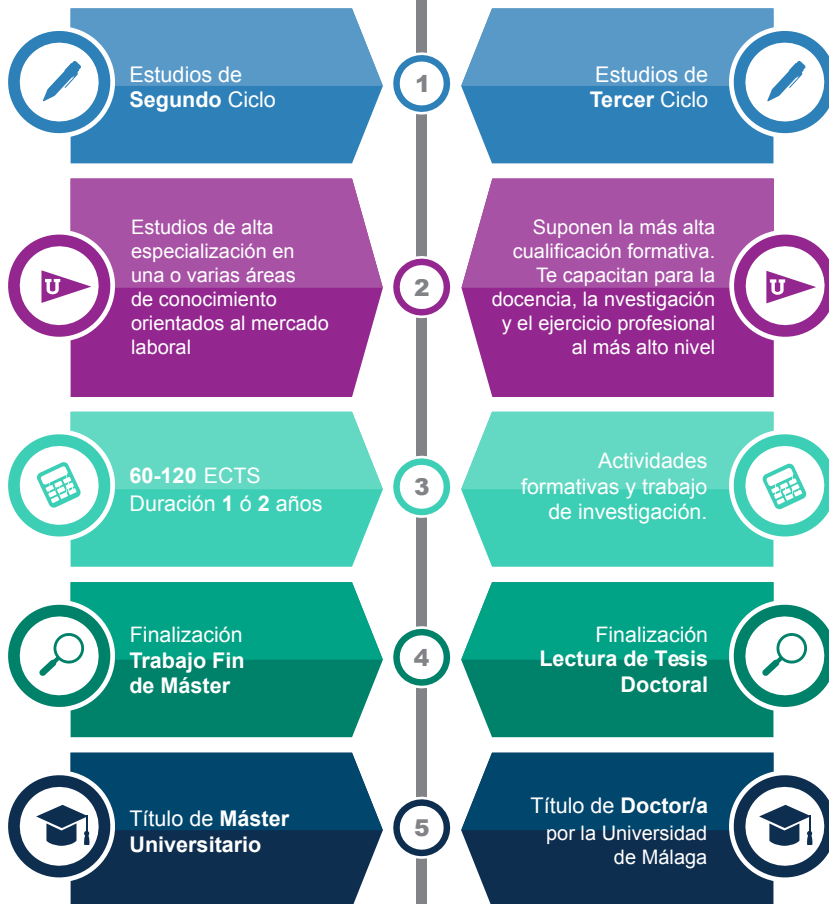 Estudios de
Segundo Ciclo
1
Estudios de
Tercer Ciclo
Estudios de alta
especialización en
una o varias áreas
de conocimiento
orientados al mercado
laboral
U
2
Suponen la más alta
cualificación formativa.
Te capacitan para la
docencia, la nvestigación
y el ejercicio profesional
al más alto nivel
U
60-120 ECTS
Duración 1 ó 2 años
3
Actividades
formativas y trabajo
de investigación.
Finalización
Trabajo Fin
de Máster
4
Finalización
Lectura de Tesis
Doctoral
Título de Máster
Universitario
5
Título de Doctor/a
por la Universidad
de Málaga